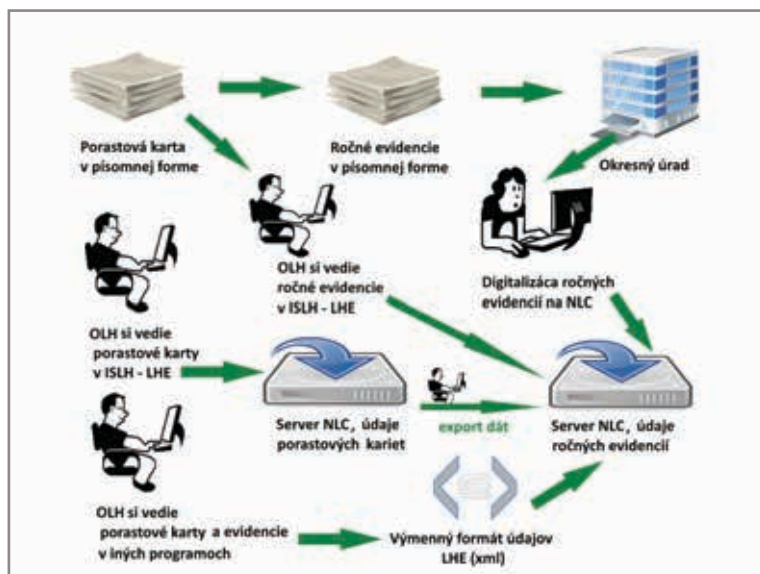 Porastová karta
v písomnej forme
Ročné evidencie
v písomnej forme
Okresný úrad
OLH si vedie
ročné evidencie
v ISLH - LHE
Digitalizáca ročných
evidencií na NLC
OLH si vedie
porastové karty
v ISLH - LHE
Server NLC, údaje
porastových kariet
export dát
Server NLC, údaje
ročných evidencií
OLH si vedie
porastové karty a evidencie
v iných programoch
Výmenný formát údajov
LHE (xml)